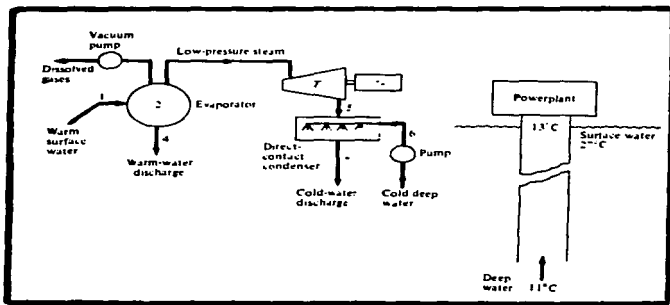 Vacuum
pump
Dissolved
gases
Low-pressure steam
1
2
Evaporator
Warm
surface
water
4
Warm-water
discharge
T
5
6
Direct-
contact
condenser
Pump
Cold-water
discharge
Cold deep
water
Powerplant
13°C
Surface water
Deep
water
11°C